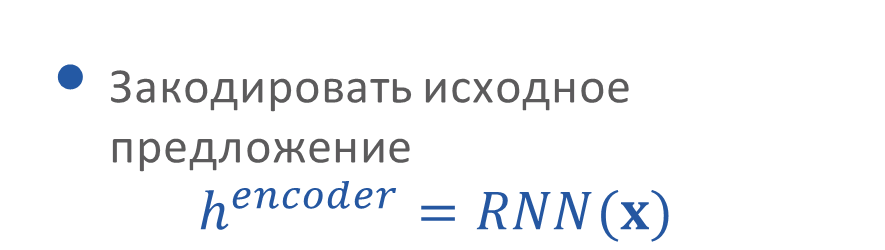 • Закодировать исходное
предложение
h^{encoder} = RNN(𝐱)